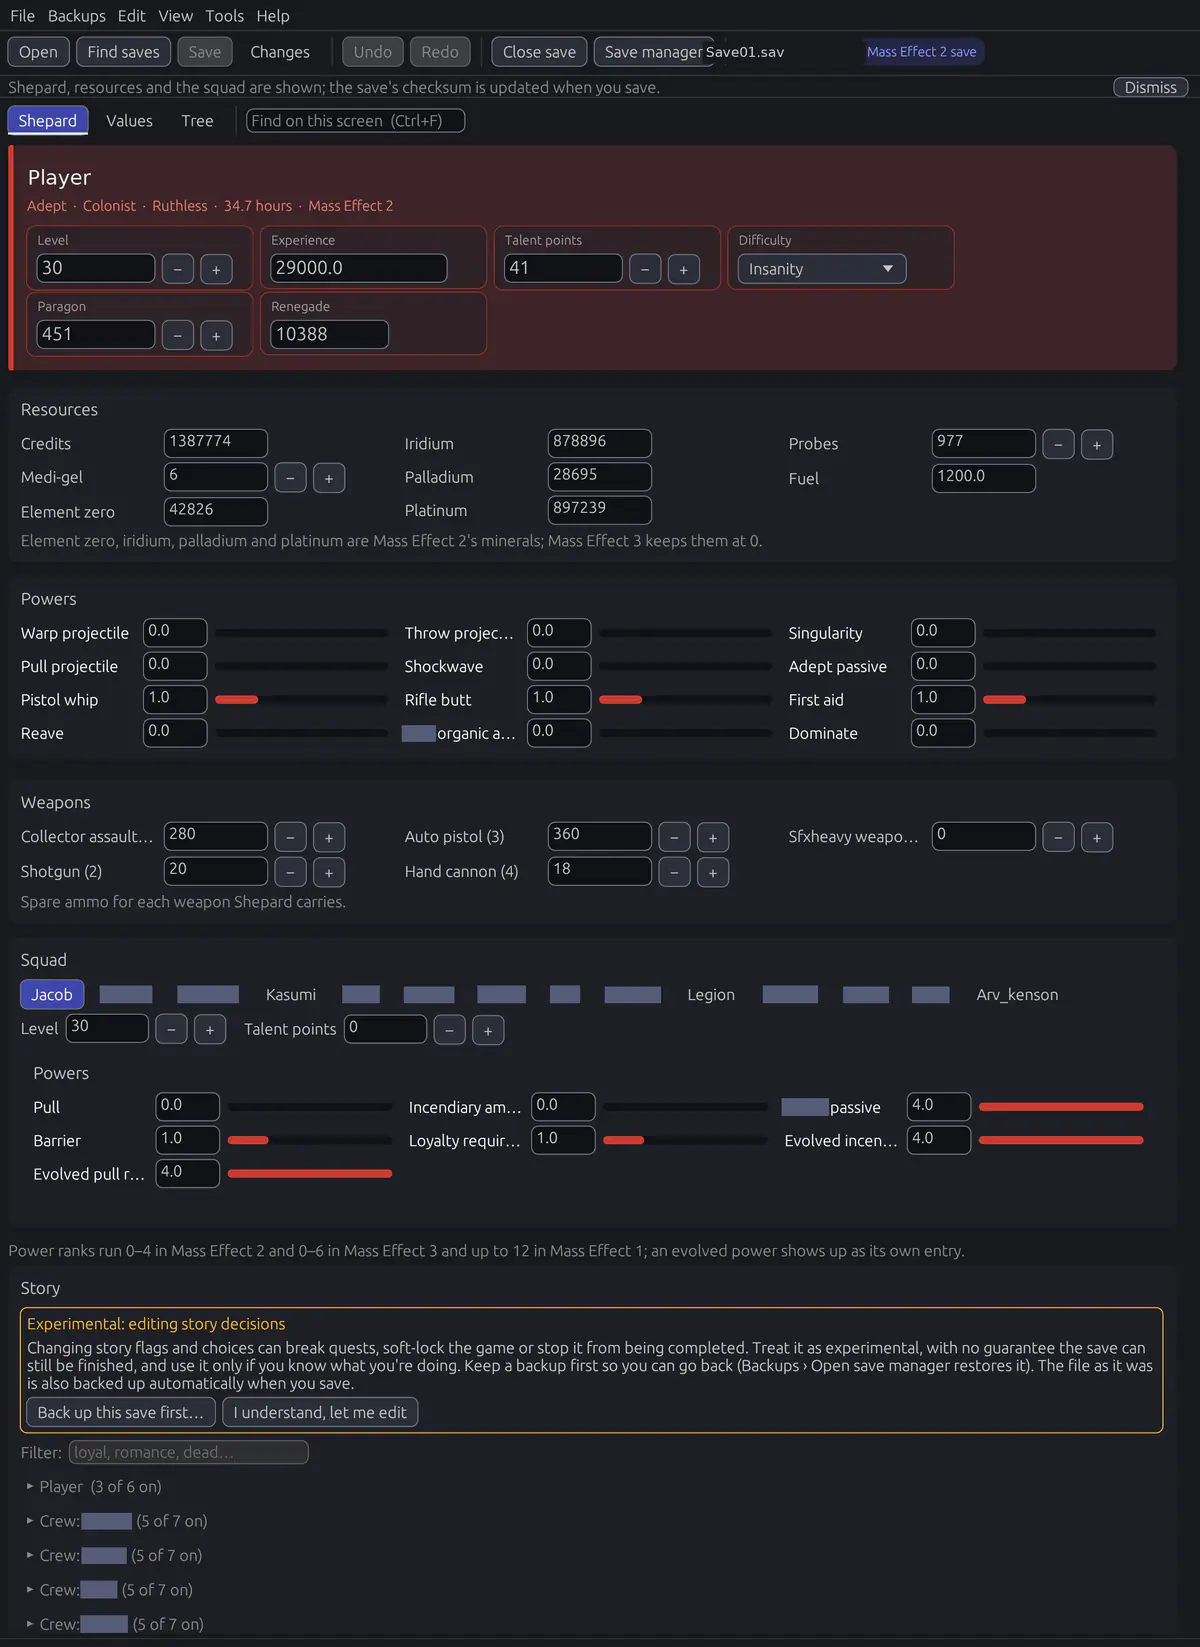 File Backups Edit View Tools Help
Open Find saves Save Changes Undo Redo Close save Save manager Save01.sav Mass Effect 2 save
Shepard, resources and the squad are shown; the save's checksum is updated when you save. Dismiss
Shepard Values Tree Find on this screen (Ctrl+F)
Player
Adept · Colonist · Ruthless · 34.7 hours · Mass Effect 2
Level Experience Talent points Difficulty
30 − + 29000.0 41 − + Insanity
Paragon Renegade
451 − + 10388
Resources
Credits 1387774 Iridium 878896 Probes 977 − +
Medi-gel 6 − + Palladium 28695 Fuel 1200.0
Element zero 42826 Platinum 897239
Element zero, iridium, palladium and platinum are Mass Effect 2's minerals; Mass Effect 3 keeps them at 0.
Powers
Warp projectile 0.0 Throw projec… 0.0 Singularity 0.0
Pull projectile 0.0 Shockwave 0.0 Adept passive 0.0
Pistol whip 1.0 Rifle butt 1.0 First aid 1.0
Reave 0.0 organic a… 0.0 Dominate 0.0
Weapons
Collector assault… 280 − + Auto pistol (3) 360 − + Sfxheavy weapo… 0 − +
Shotgun (2) 20 − + Hand cannon (4) 18 − +
Spare ammo for each weapon Shepard carries.
Squad
Jacob Kasumi Legion Arv_kenson
Level 30 − + Talent points 0 − +
Powers
Pull 0.0 Incendiary am… 0.0 passive 4.0
Barrier 1.0 Loyalty requir… 1.0 Evolved incen… 4.0
Evolved pull r… 4.0
Power ranks run 0–4 in Mass Effect 2 and 0–6 in Mass Effect 3 and up to 12 in Mass Effect 1; an evolved power shows up as its own entry.
Story
Experimental: editing story decisions
Changing story flags and choices can break quests, soft-lock the game or stop it from being completed. Treat it as experimental, with no guarantee the save can
still be finished, and use it only if you know what you're doing. Keep a backup first so you can go back (Backups › Open save manager restores it). The file as it was
is also backed up automatically when you save.
Back up this save first… I understand, let me edit
Filter: loyal, romance, dead…
▸ Player (3 of 6 on)
▸ Crew: (5 of 7 on)
▸ Crew: (5 of 7 on)
▸ Crew: (5 of 7 on)
▸ Crew: (5 of 7 on)